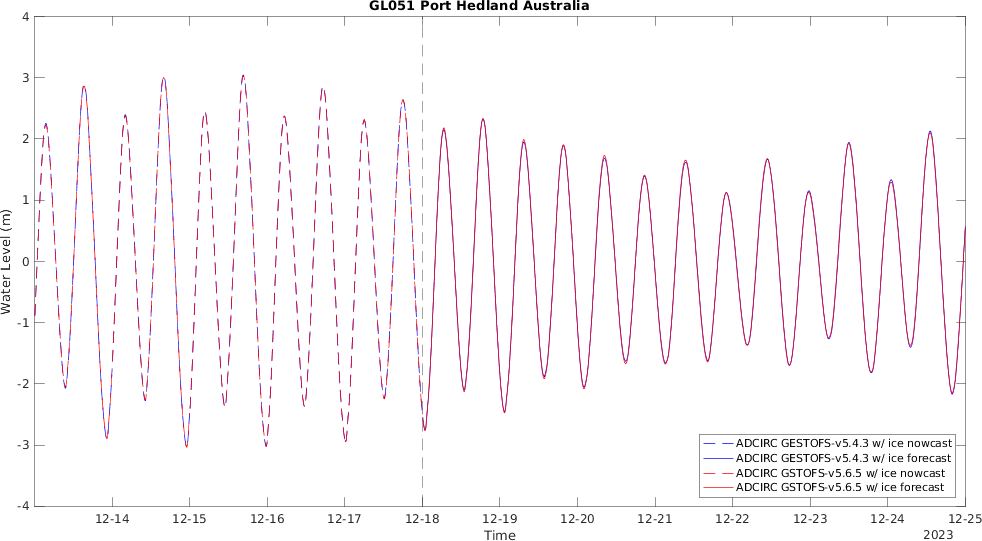 GL051 Port Hedland Australia
4
3
2
1
0
-1
-2
-3
-4
Water Level (m)
12-14 12-15 12-16 12-17 12-18 12-19 12-20 12-21 12-22 12-23 12-24 12-25
Time
2023
ADCIRC GESTOFS-v5.4.3 w/ ice nowcast
ADCIRC GESTOFS-v5.4.3 w/ ice forecast
ADCIRC GSTOFS-v5.6.5 w/ ice nowcast
ADCIRC GSTOFS-v5.6.5 w/ ice forecast